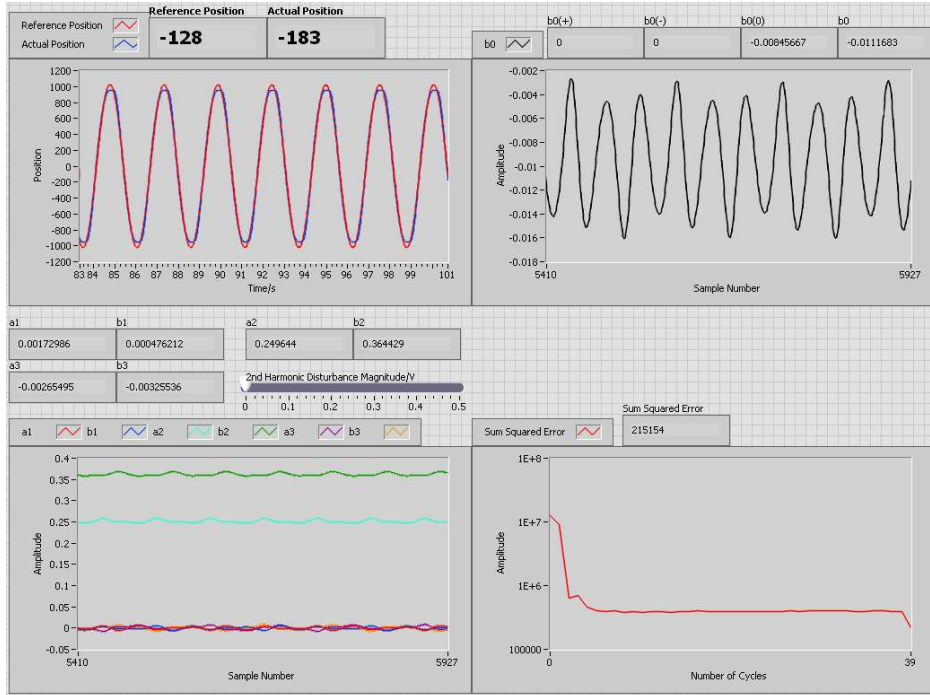 Reference Position
Actual Position
Reference Position
-128
Actual Position
-183
1200
1000
800
600
400
200
0
-200
-400
-600
-800
-1000
-1200
Position
83 84 85 86 87 88 89 90 91 92 93 94 95 96 97 98 99 101
Time/s
b0
b0(+) b0(-) b0(0) b0
0 0 -0.00845667 -0.0111683
-0.002
-0.004
-0.006
-0.008
-0.01
-0.012
-0.014
-0.016
-0.018
Amplitude
5410 5927
Sample Number
a1 b1 a2 b2
0.00172986 0.000476212 0.249644 0.364429
a3 b3
-0.00265495 -0.00325536
2nd Harmonic Disturbance Magnitude/V
0 0.1 0.2 0.3 0.4 0.5
a1 b1 a2 b2 a3 b3
0.4
0.35
0.3
0.25
0.2
0.15
0.1
0.05
0
-0.05
Amplitude
5410 5927
Sample Number
Sum Squared Error
Sum Squared Error
215154
1E+8
1E+7
1E+6
100000
Amplitude
0 39
Number of Cycles